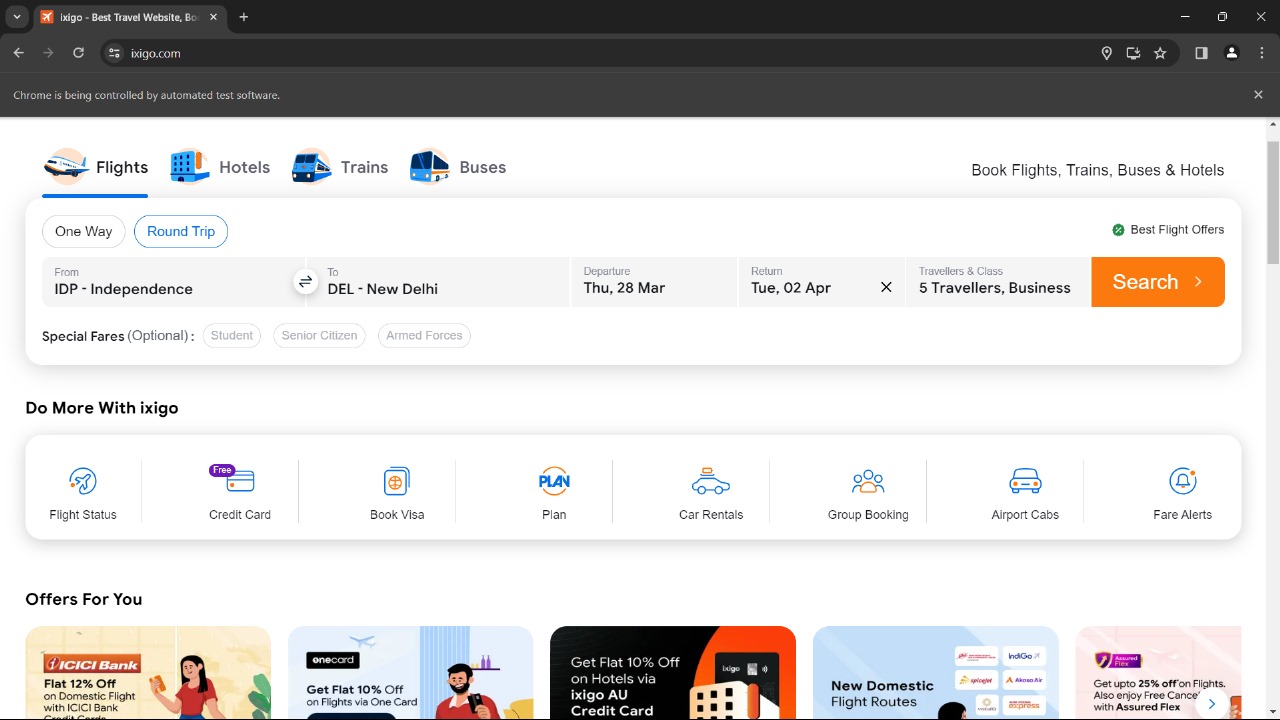 ixigo - Best Travel Website, Bo
ixigo.com
Chrome is being controlled by automated test software.
Flights
Hotels
Trains
Buses
Book Flights, Trains, Buses & Hotels
One Way
Round Trip
Best Flight Offers
From
IDP - Independence
To
DEL - New Delhi
Departure
Thu, 28 Mar
Return
Tue, 02 Apr
Travellers & Class
5 Travellers, Business
Search
Special Fares (Optional) :
Student
Senior Citizen
Armed Forces
Do More With ixigo
Flight Status
Free
Credit Card
Book Visa
PLAN
Plan
Car Rentals
Group Booking
Airport Cabs
Fare Alerts
Offers For You
ICICI Bank
Flat 12% Off
on Domestic Flight
with ICICI Bank
Credit Cards
onecard
Get Flat 10% Off
on Flights via One Card
Get Flat 10% Off
on Hotels via
ixigo AU
Credit Card
ixigo
New Domestic
Flight Routes
IndiGo
spicejet
Akasa Air
express
Assured
Flex
Get upto 25% off on Flights.
Also enjoy Free Cance
with Assured Flex